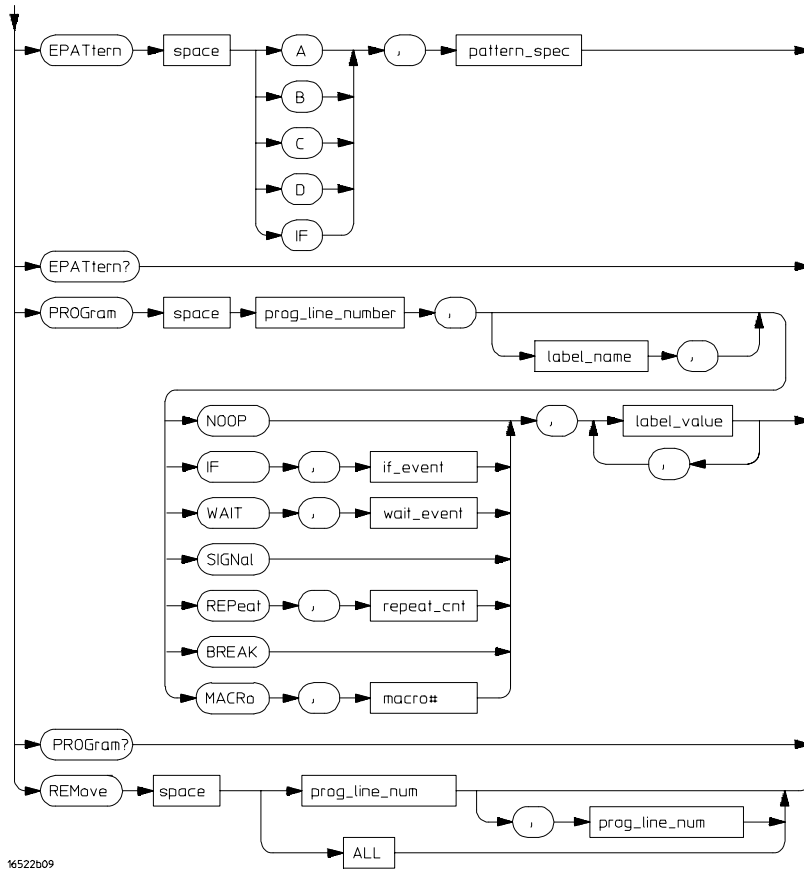 EPATtern space A , pattern_spec
B
C
D
IF
EPATtern?
PROGram space prog_line_number ,
label_name ,
NOOP , label_value
IF , if_event ,
WAIT , wait_event
SIGNal
REPeat , repeat_cnt
BREAK
MACRo , macro#
PROGram?
REMove space prog_line_num
, prog_line_num
ALL
16522b09